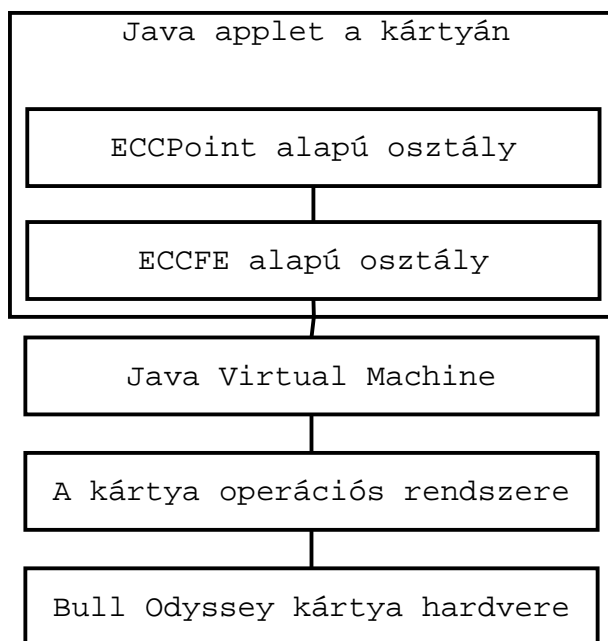 Java applet a kártyán
ECCPoint alapú osztály
ECCFE alapú osztály
Java Virtual Machine
A kártya operációs rendszere
Bull Odyssey kártya hardvere